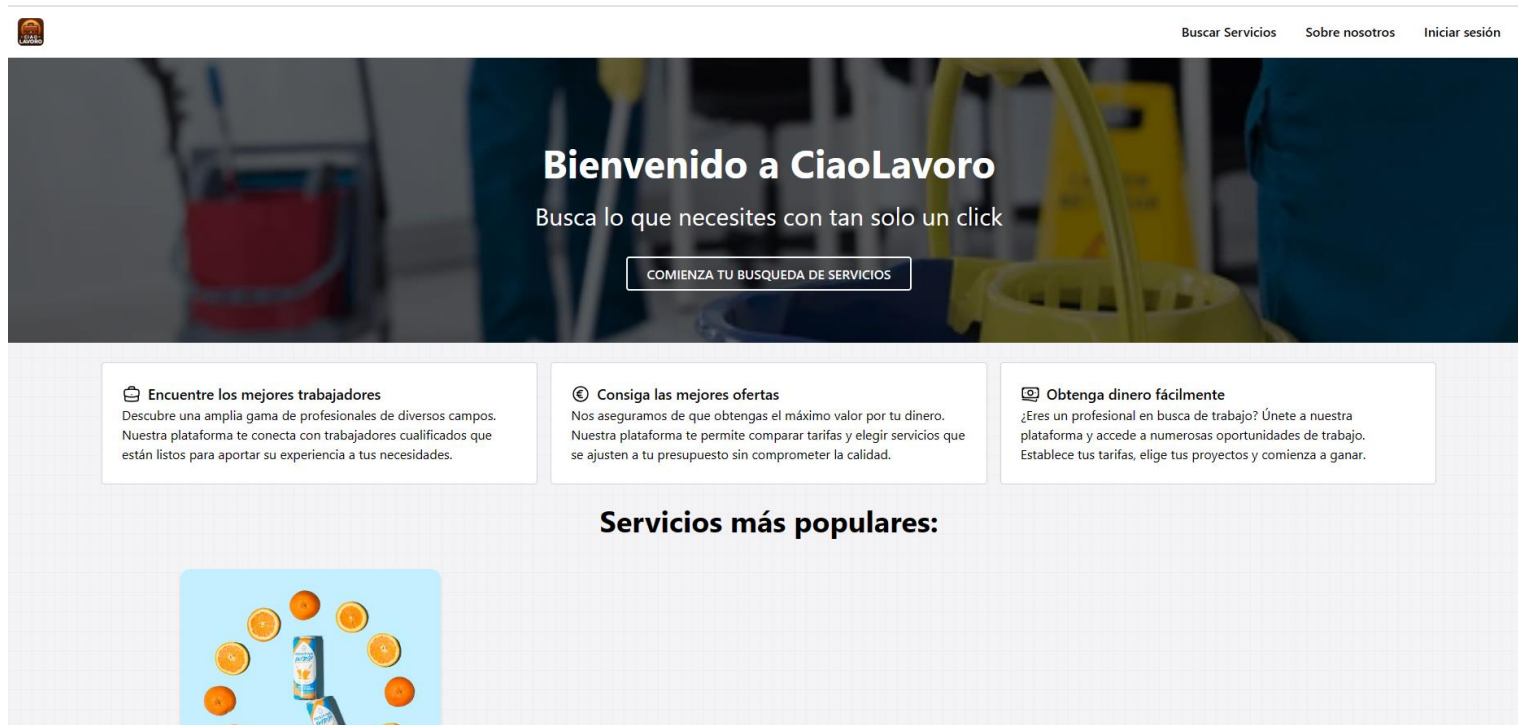 CIAO
LAVORO
Buscar Servicios
Sobre nosotros
Iniciar sesión
Bienvenido a CiaoLavoro
Busca lo que necesites con tan solo un click
COMIENZA TU BUSQUEDA DE SERVICIOS
Encuentre los mejores trabajadores
Descubre una amplia gama de profesionales de diversos campos.
Nuestra plataforma te conecta con trabajadores cualificados que
están listos para aportar su experiencia a tus necesidades.
Consiga las mejores ofertas
Nos aseguramos de que obtengas el máximo valor por tu dinero.
Nuestra plataforma te permite comparar tarifas y elegir servicios que
se ajusten a tu presupuesto sin comprometer la calidad.
Obtenga dinero fácilmente
¿Eres un profesional en busca de trabajo? Únete a nuestra
plataforma y accede a numerosas oportunidades de trabajo.
Establece tus tarifas, elige tus proyectos y comienza a ganar.
Servicios más populares: